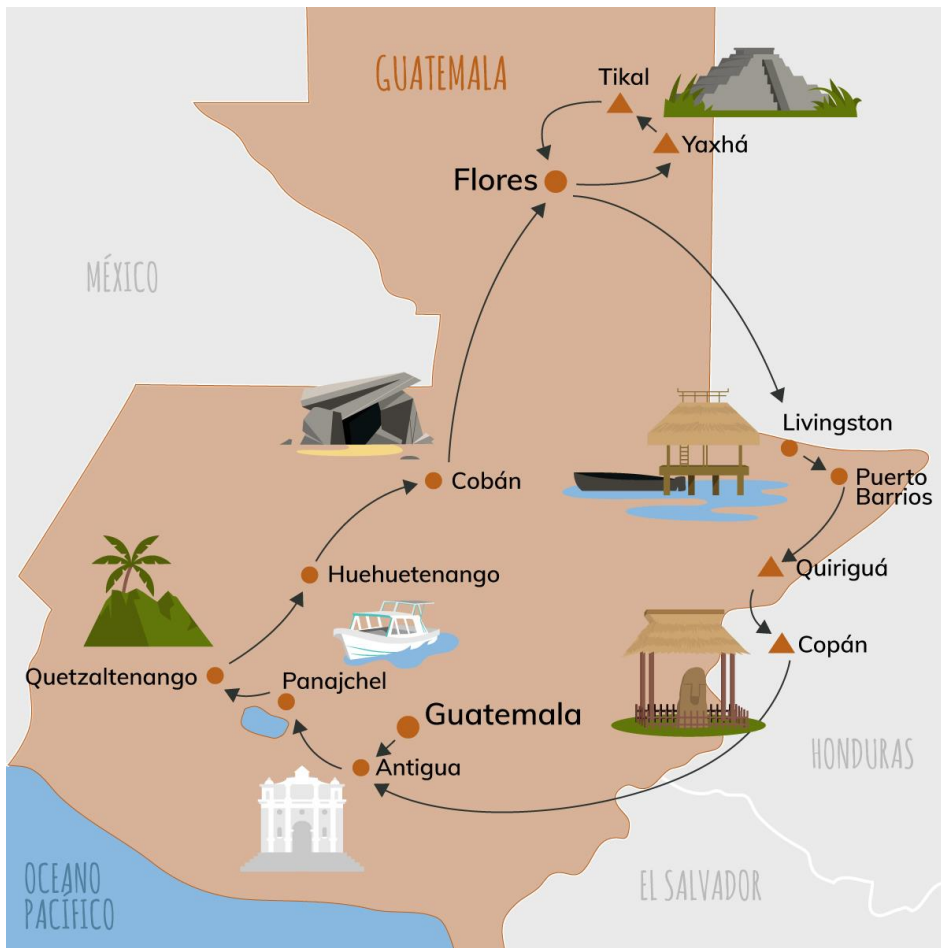 GUATEMALA
Tikal
Yaxhá
Flores
MÉXICO
Livingston
Puerto
Barrios
Cobán
Quiriguá
Huehuetenango
Copán
Quetzaltenango
Panajchel
Guatemala
Antigua
HONDURAS
EL SALVADOR
OCEANO
PACÍFICO